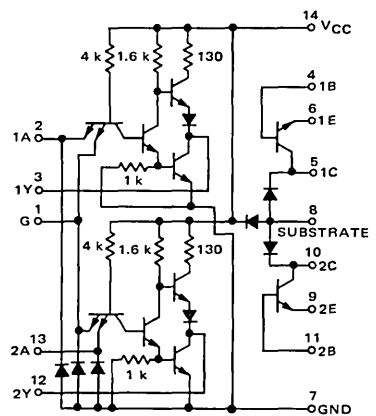 14 VCC
4 k 1.6 k 130
4
1B
6
1E
2
1A
5
1C
3
1Y
1 k
1
G
8
SUBSTRATE
4 k 1.6 k 130
10
2C
9
2E
13
2A
11
2B
12
2Y
1 k
7
GND